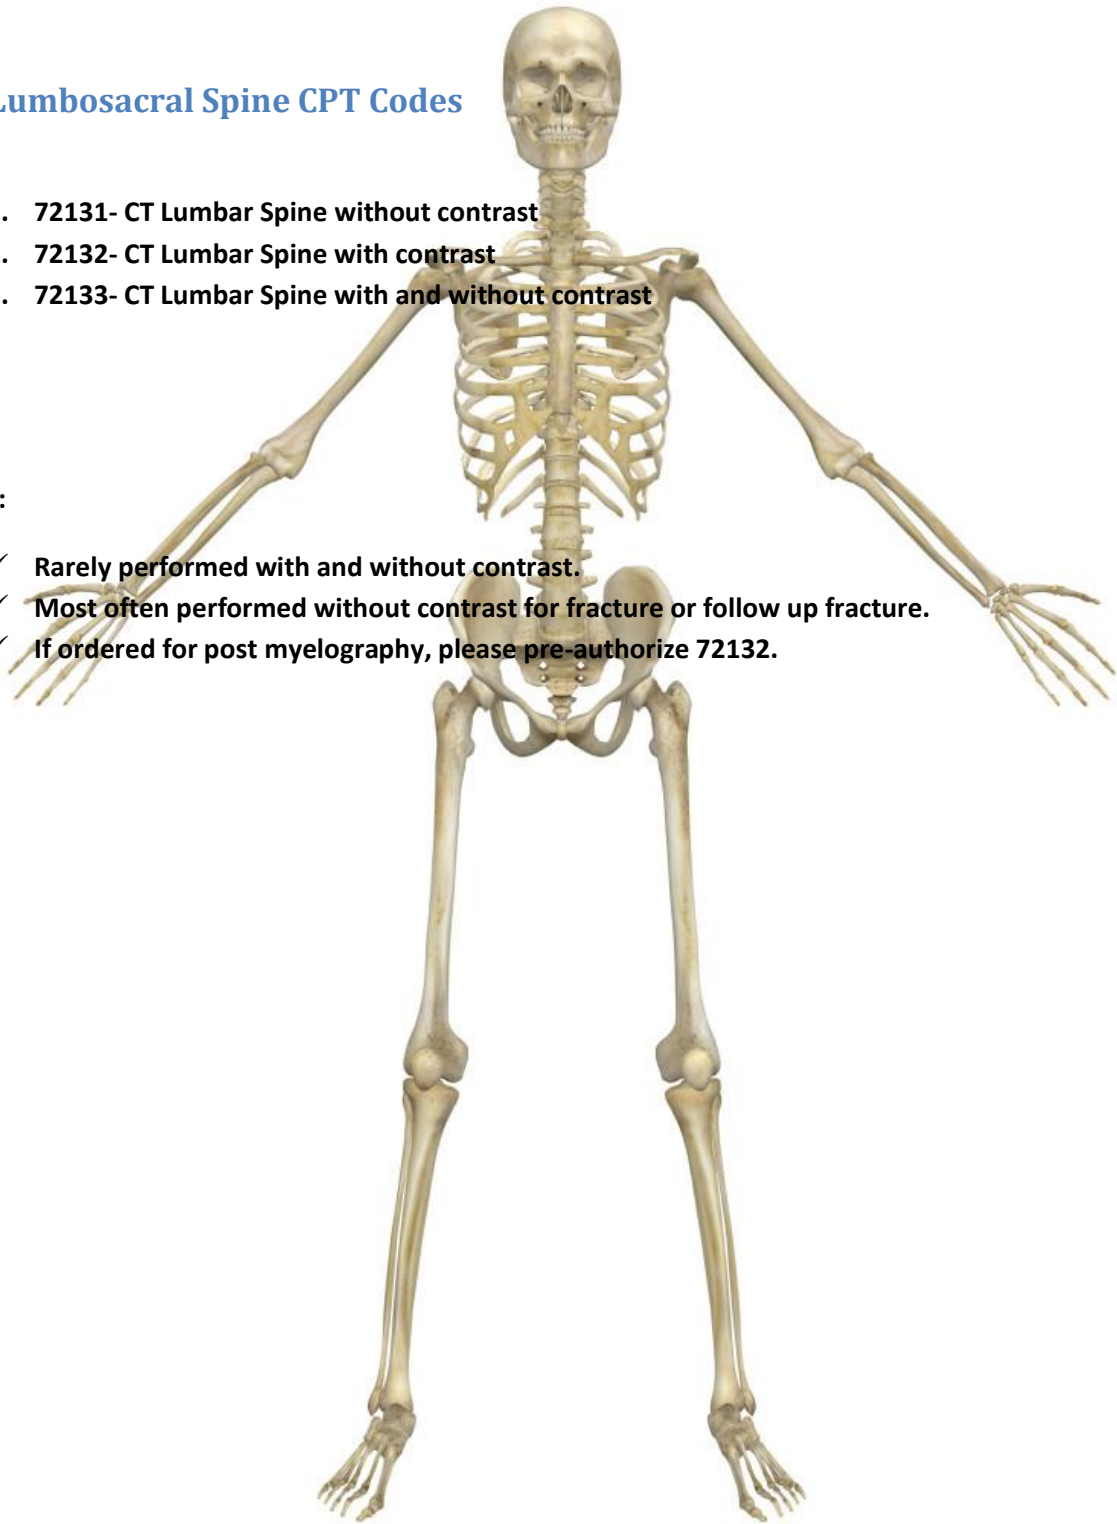 Lumbosacral Spine CPT Codes
. 72131- CT Lumbar Spine without contrast
. 72132- CT Lumbar Spine with contrast
. 72133- CT Lumbar Spine with and without contrast
:
✓ Rarely performed with and without contrast.
✓ Most often performed without contrast for fracture or follow up fracture.
✓ If ordered for post myelography, please pre-authorize 72132.